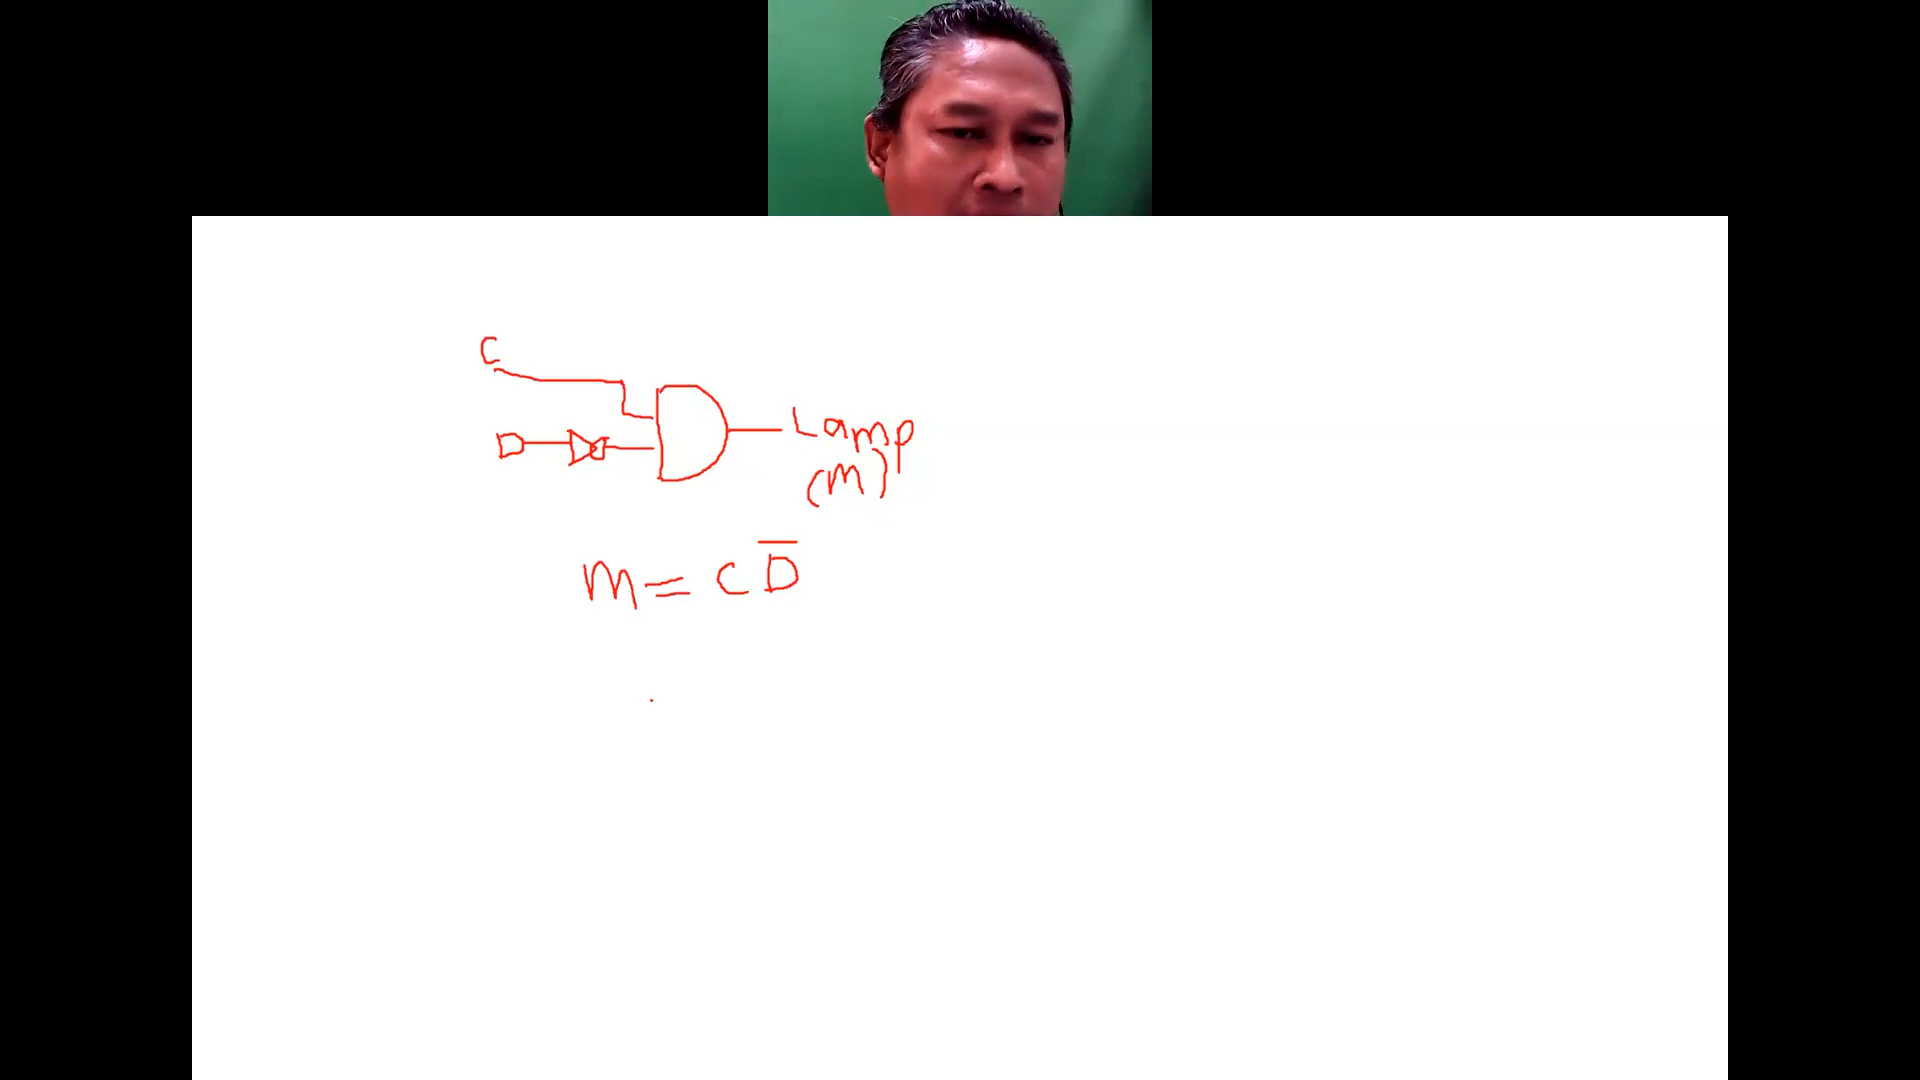 C
D
Lamp
(M)
M = C D̅